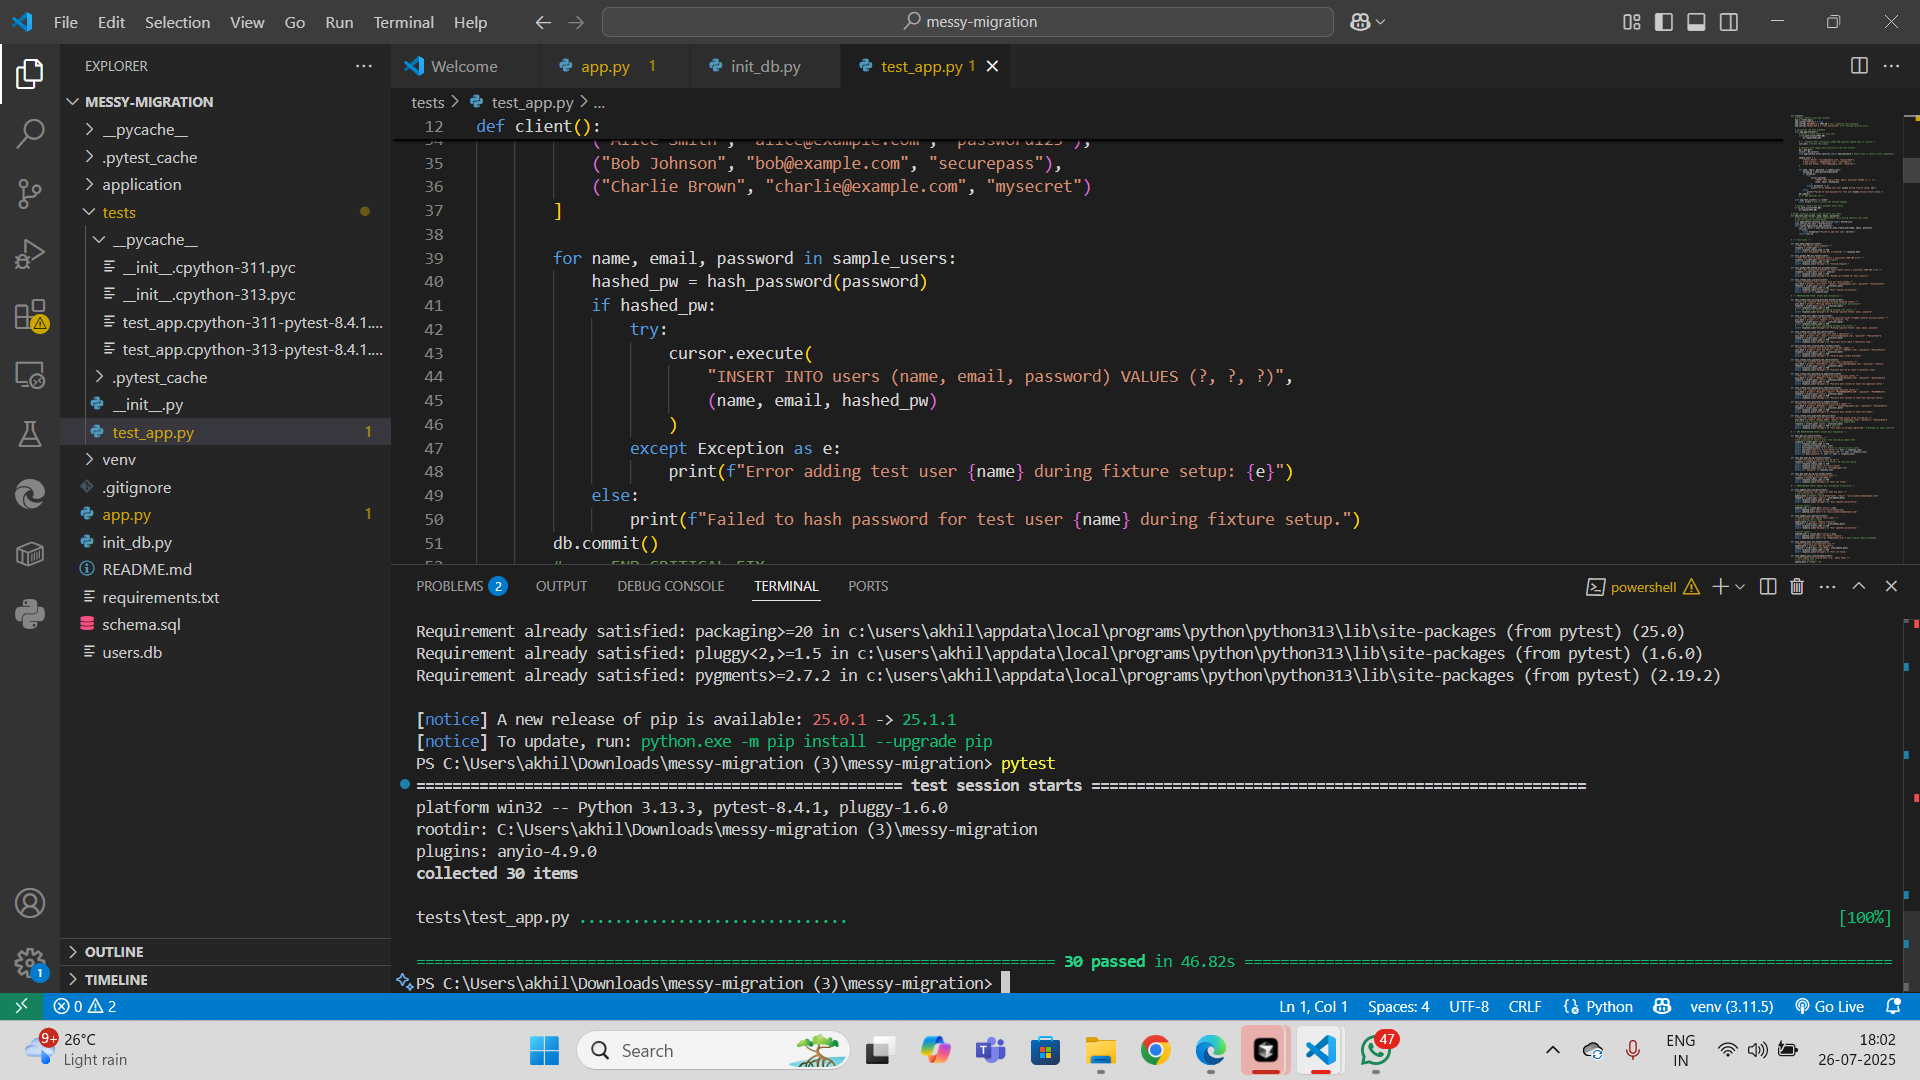 File Edit Selection View Go Run Terminal Help
messy-migration
EXPLORER
MESSY-MIGRATION
__pycache__
.pytest_cache
application
tests
__pycache__
__init__.cpython-311.pyc
__init__.cpython-313.pyc
test_app.cpython-311-pytest-8.4.1....
test_app.cpython-313-pytest-8.4.1....
.pytest_cache
__init__.py
test_app.py 1
venv
.gitignore
app.py 1
init_db.py
README.md
requirements.txt
schema.sql
users.db
OUTLINE
TIMELINE
Welcome app.py 1 init_db.py test_app.py 1
tests > test_app.py > ...
12 def client():
34 ("Alice Smith", "alice@example.com", "password123"),
35 ("Bob Johnson", "bob@example.com", "securepass"),
36 ("Charlie Brown", "charlie@example.com", "mysecret")
37 ]
38
39 for name, email, password in sample_users:
40 hashed_pw = hash_password(password)
41 if hashed_pw:
42 try:
43 cursor.execute(
44 "INSERT INTO users (name, email, password) VALUES (?, ?, ?)",
45 (name, email, hashed_pw)
46 )
47 except Exception as e:
48 print(f"Error adding test user {name} during fixture setup: {e}")
49 else:
50 print(f"Failed to hash password for test user {name} during fixture setup.")
51 db.commit()
PROBLEMS 2 OUTPUT DEBUG CONSOLE TERMINAL PORTS
powershell
Requirement already satisfied: packaging>=20 in c:\users\akhil\appdata\local\programs\python\python313\lib\site-packages (from pytest) (25.0)
Requirement already satisfied: pluggy<2,>=1.5 in c:\users\akhil\appdata\local\programs\python\python313\lib\site-packages (from pytest) (1.6.0)
Requirement already satisfied: pygments>=2.7.2 in c:\users\akhil\appdata\local\programs\python\python313\lib\site-packages (from pytest) (2.19.2)
[notice] A new release of pip is available: 25.0.1 -> 25.1.1
[notice] To update, run: python.exe -m pip install --upgrade pip
PS C:\Users\akhil\Downloads\messy-migration (3)\messy-migration> pytest
====================================================== test session starts =======================================================
platform win32 -- Python 3.13.3, pytest-8.4.1, pluggy-1.6.0
rootdir: C:\Users\akhil\Downloads\messy-migration (3)\messy-migration
plugins: anyio-4.9.0
collected 30 items
tests\test_app.py .............................. [100%]
======================================================================= 30 passed in 46.82s ========================================================================
PS C:\Users\akhil\Downloads\messy-migration (3)\messy-migration>
1
0 2
Ln 1, Col 1 Spaces: 4 UTF-8 CRLF Python venv (3.11.5) Go Live
9+
26°C
Light rain
Search
47
ENG
IN
18:02
26-07-2025